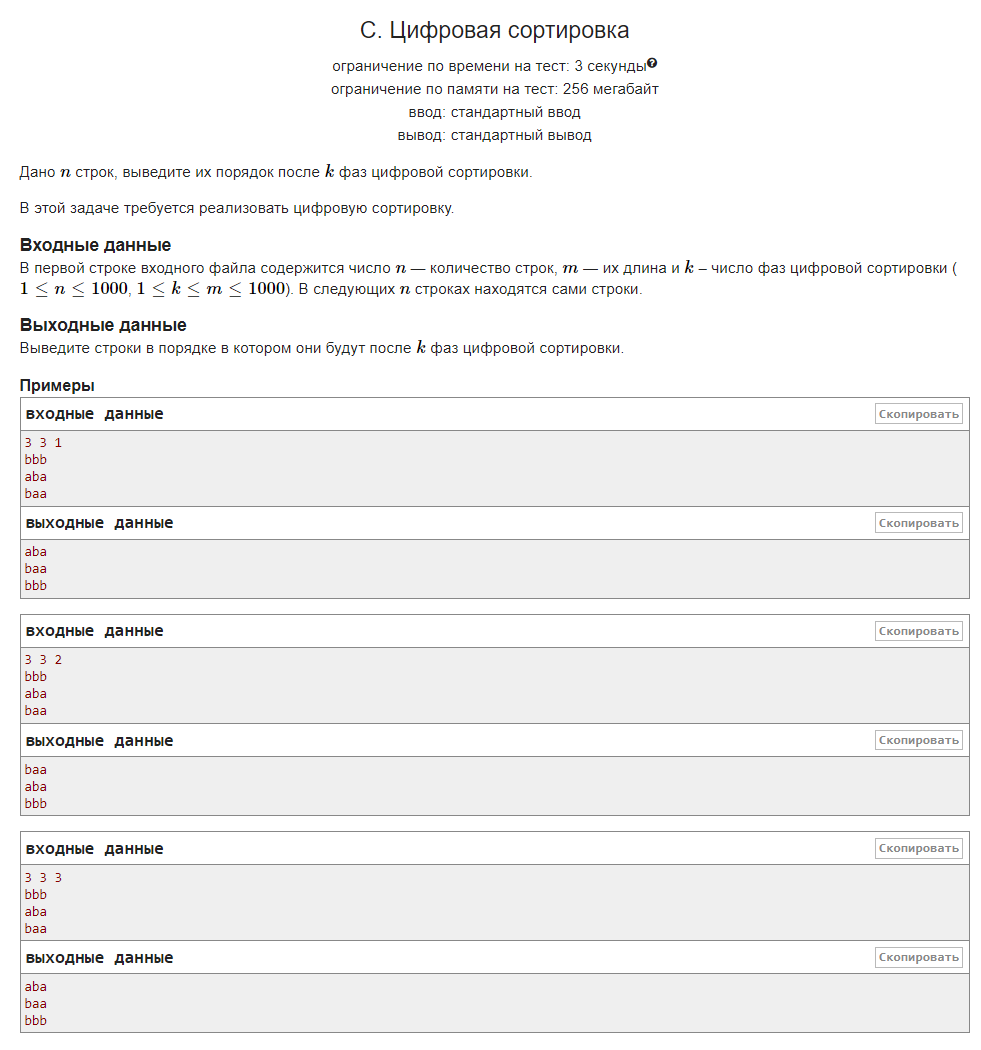 C. Цифровая сортировка
ограничение по времени на тест: 3 секунды?
ограничение по памяти на тест: 256 мегабайт
ввод: стандартный ввод
вывод: стандартный вывод
Дано n строк, выведите их порядок после k фаз цифровой сортировки.
В этой задаче требуется реализовать цифровую сортировку.
Входные данные
В первой строке входного файла содержится число n — количество строк, m — их длина и k – число фаз цифровой сортировки (
1 ≤ n ≤ 1000, 1 ≤ k ≤ m ≤ 1000). В следующих n строках находятся сами строки.
Выходные данные
Выведите строки в порядке в котором они будут после k фаз цифровой сортировки.
Примеры
входные данные Скопировать
3 3 1
bbb
aba
baa
выходные данные Скопировать
aba
baa
bbb
входные данные Скопировать
3 3 2
bbb
aba
baa
выходные данные Скопировать
baa
aba
bbb
входные данные Скопировать
3 3 3
bbb
aba
baa
выходные данные Скопировать
aba
baa
bbb